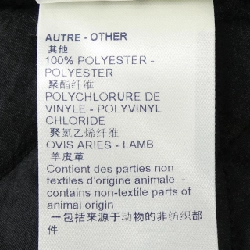 AUTRE - OTHER
其他
100% POLYESTER -
POLYESTER
聚酯纤维
POLYCHLORURE DE
VINYLE - POLYVINYL
CHLORIDE
聚氯乙烯纤维
OVIS ARIES - LAMB
羊皮革
Contient des parties non
textiles d'origine animale -
contains non-textile parts of
animal origin
一包括来源于动物的非纺织部
件